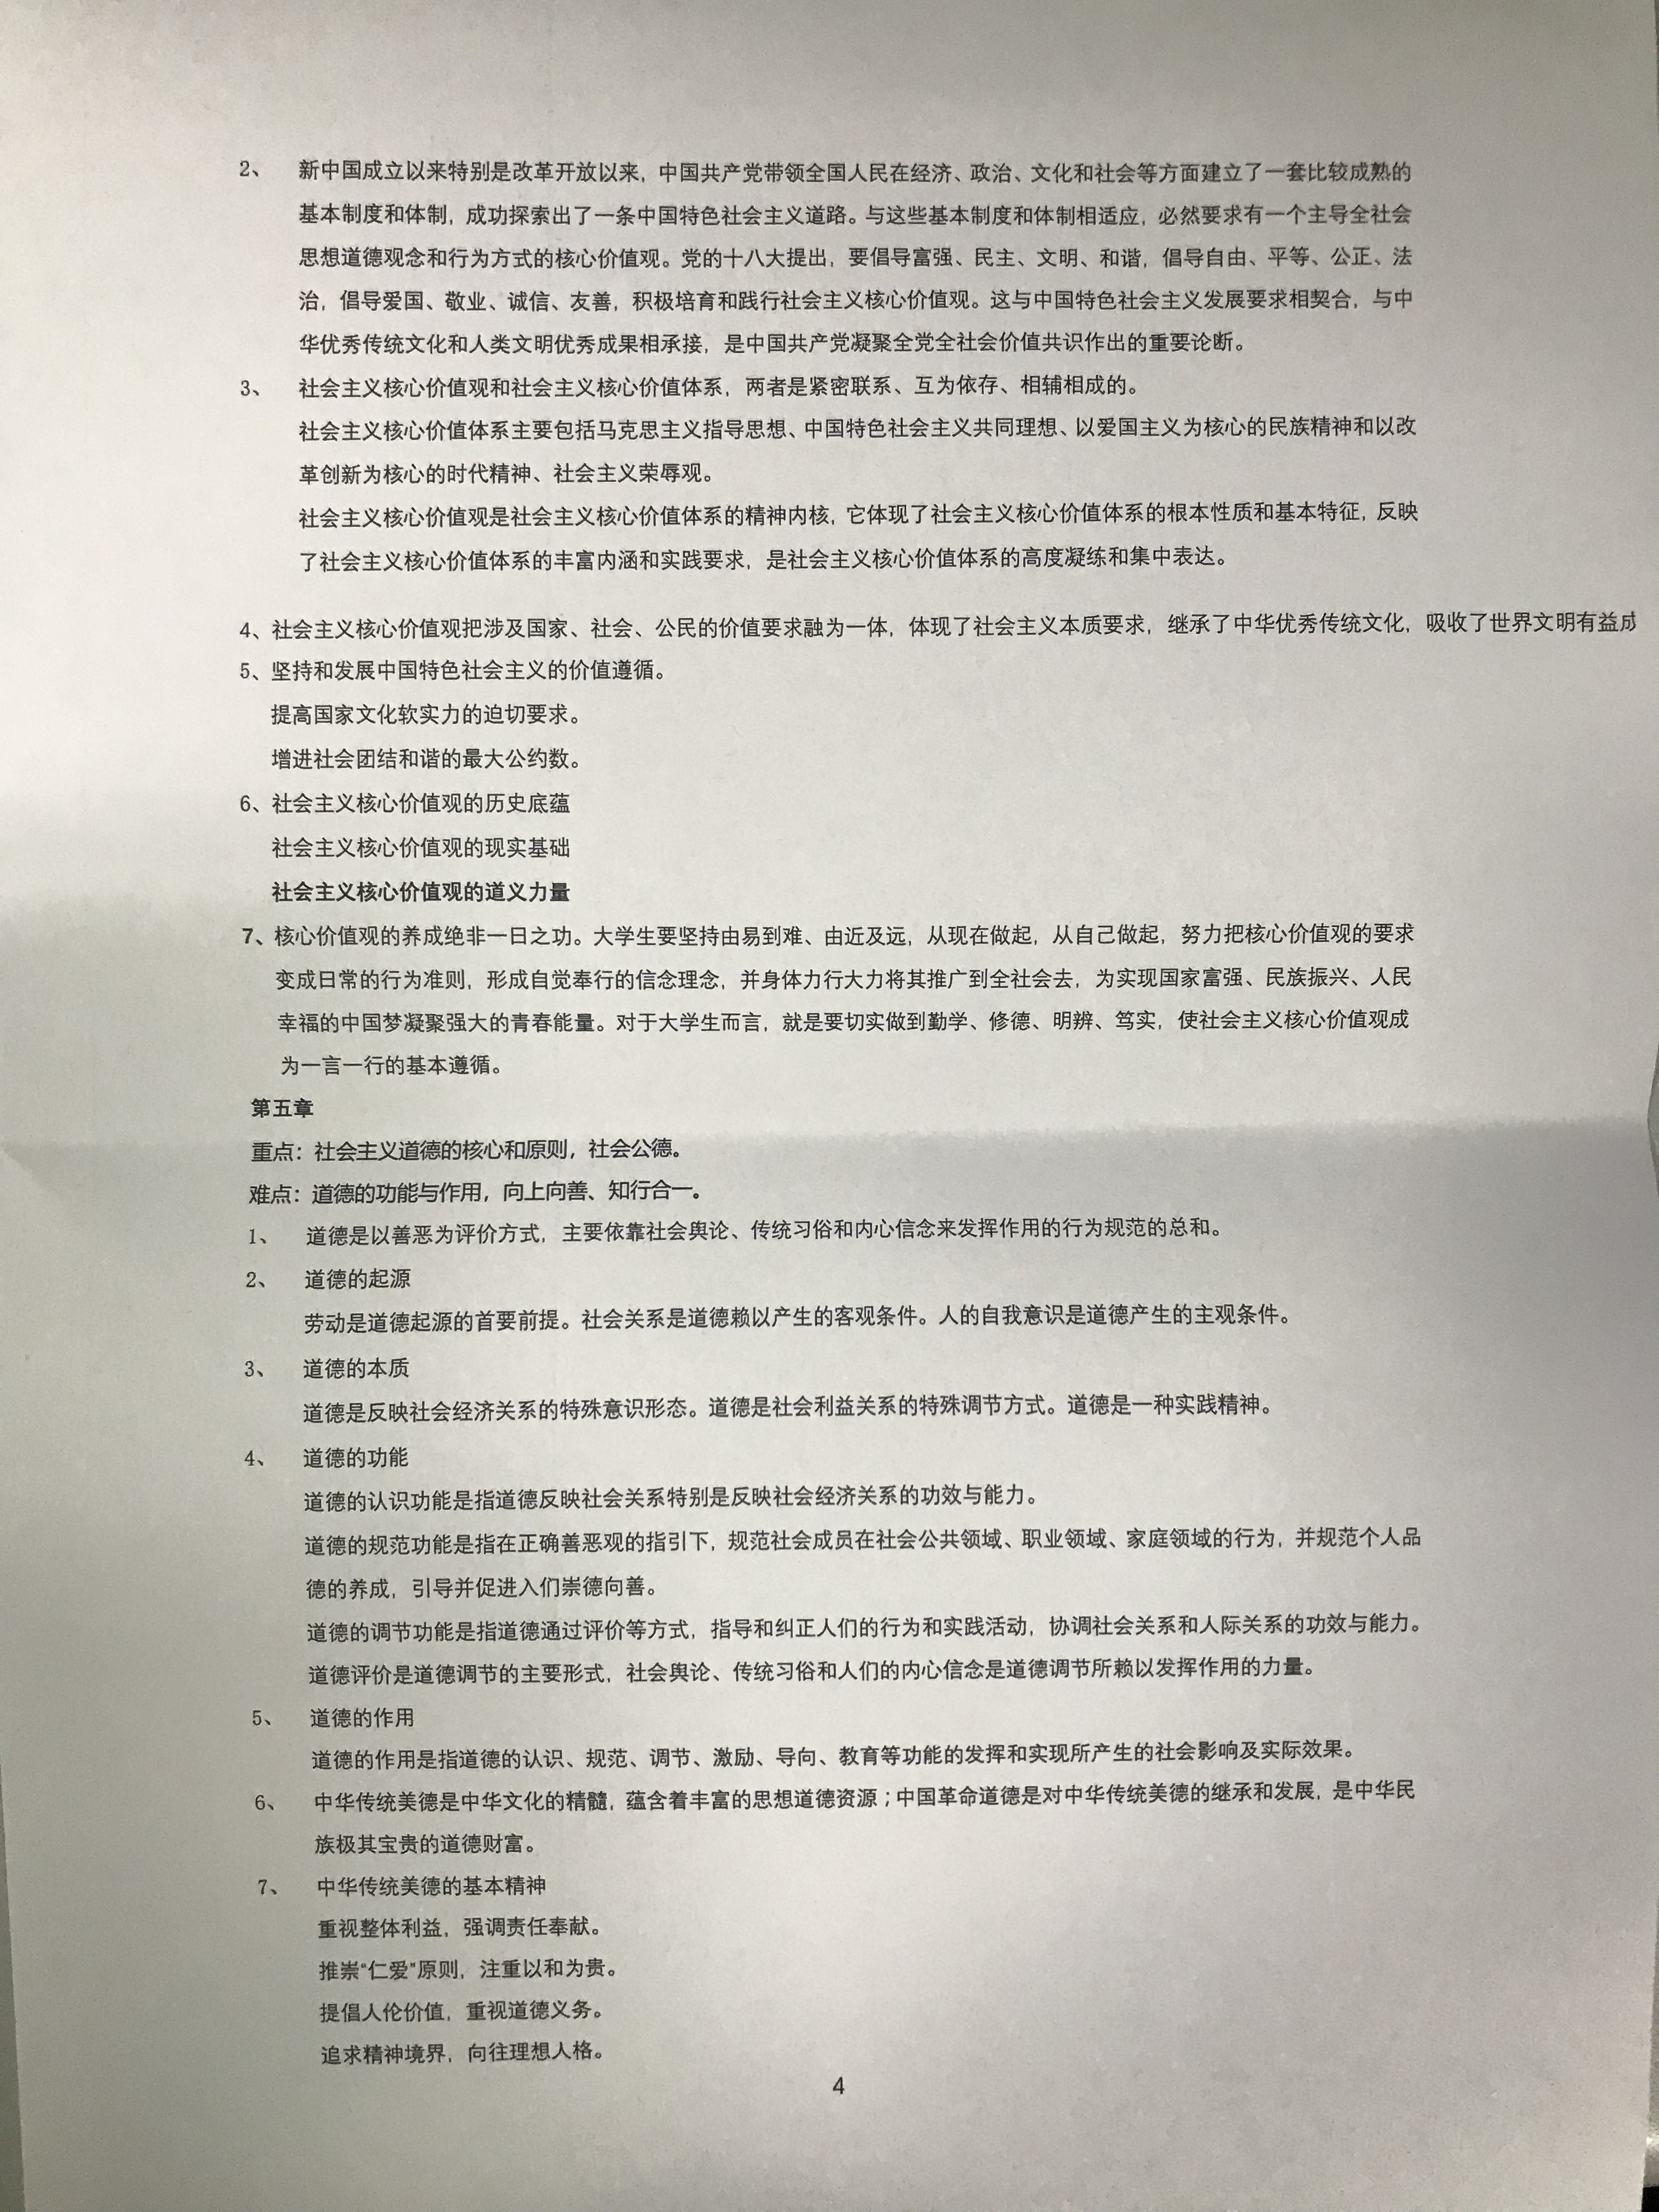 2、 新中国成立以来特别是改革开放以来，中国共产党带领全国人民在经济、政治、文化和社会等方面建立了一套比较成熟的
基本制度和体制，成功探索出了一条中国特色社会主义道路。与这些基本制度和体制相适应，必然要求有一个主导全社会
思想道德观念和行为方式的核心价值观。党的十八大提出，要倡导富强、民主、文明、和谐，倡导自由、平等、公正、法
治，倡导爱国、敬业、诚信、友善，积极培育和践行社会主义核心价值观。这与中国特色社会主义发展要求相契合，与中
华优秀传统文化和人类文明优秀成果相承接，是中国共产党凝聚全党全社会价值共识作出的重要论断。
3、 社会主义核心价值观和社会主义核心价值体系，两者是紧密联系、互为依存、相辅相成的。
社会主义核心价值体系主要包括马克思主义指导思想、中国特色社会主义共同理想、以爱国主义为核心的民族精神和以改
革创新为核心的时代精神、社会主义荣辱观。
社会主义核心价值观是社会主义核心价值体系的精神内核，它体现了社会主义核心价值体系的根本性质和基本特征，反映
了社会主义核心价值体系的丰富内涵和实践要求，是社会主义核心价值体系的高度凝练和集中表达。
4、社会主义核心价值观把涉及国家、社会、公民的价值要求融为一体，体现了社会主义本质要求，继承了中华优秀传统文化，吸收了世界文明有益成
5、坚持和发展中国特色社会主义的价值遵循。
提高国家文化软实力的迫切要求。
增进社会团结和谐的最大公约数。
6、社会主义核心价值观的历史底蕴
社会主义核心价值观的现实基础
社会主义核心价值观的道义力量
7、核心价值观的养成绝非一日之功。大学生要坚持由易到难、由近及远，从现在做起，从自己做起，努力把核心价值观的要求
变成日常的行为准则，形成自觉奉行的信念理念，并身体力行大力将其推广到全社会去，为实现国家富强、民族振兴、人民
幸福的中国梦凝聚强大的青春能量。对于大学生而言，就是要切实做到勤学、修德、明辨、笃实，使社会主义核心价值观成
为一言一行的基本遵循。
第五章
重点：社会主义道德的核心和原则，社会公德。
难点：道德的功能与作用，向上向善、知行合一。
1、 道德是以善恶为评价方式，主要依靠社会舆论、传统习俗和内心信念来发挥作用的行为规范的总和。
2、 道德的起源
劳动是道德起源的首要前提。社会关系是道德赖以产生的客观条件。人的自我意识是道德产生的主观条件。
3、 道德的本质
道德是反映社会经济关系的特殊意识形态。道德是社会利益关系的特殊调节方式。道德是一种实践精神。
4、 道德的功能
道德的认识功能是指道德反映社会关系特别是反映社会经济关系的功效与能力。
道德的规范功能是指在正确善恶观的指引下，规范社会成员在社会公共领域、职业领域、家庭领域的行为，并规范个人品
德的养成，引导并促进入们崇德向善。
道德的调节功能是指道德通过评价等方式，指导和纠正人们的行为和实践活动，协调社会关系和人际关系的功效与能力。
道德评价是道德调节的主要形式，社会舆论、传统习俗和人们的内心信念是道德调节所赖以发挥作用的力量。
5、 道德的作用
道德的作用是指道德的认识、规范、调节、激励、导向、教育等功能的发挥和实现所产生的社会影响及实际效果。
6、 中华传统美德是中华文化的精髓，蕴含着丰富的思想道德资源；中国革命道德是对中华传统美德的继承和发展，是中华民
族极其宝贵的道德财富。
7、 中华传统美德的基本精神
重视整体利益，强调责任奉献。
推崇“仁爱”原则，注重以和为贵。
提倡人伦价值，重视道德义务。
追求精神境界，向往理想人格。
4